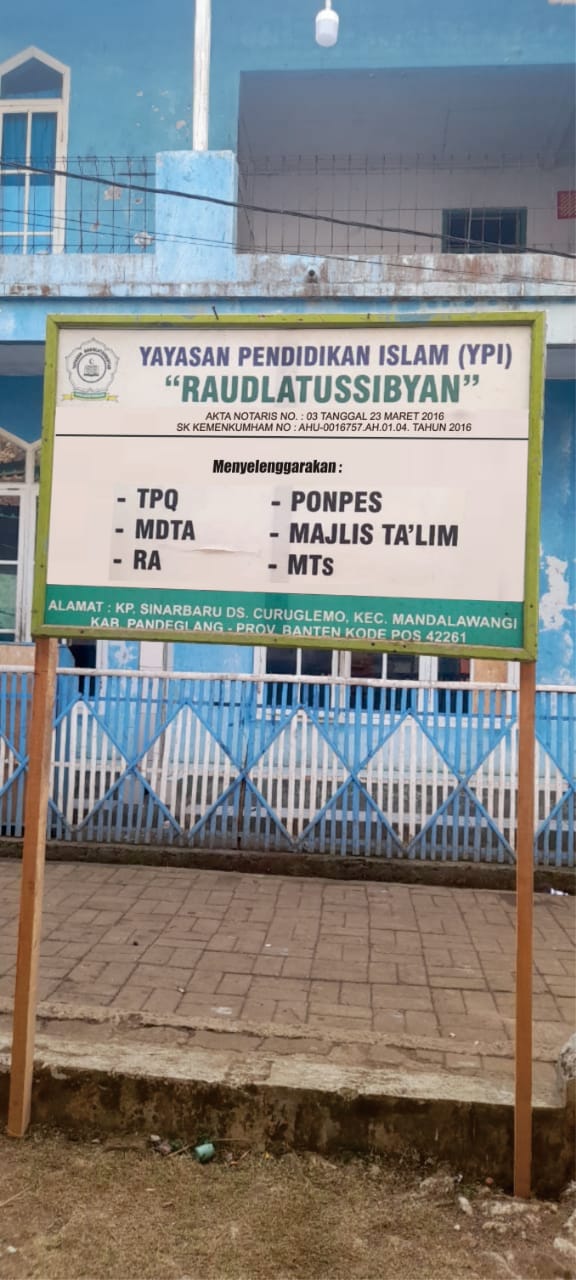 YAYASAN RAUDLATUSSIBYAN
YAYASAN PENDIDIKAN ISLAM (YPI)
“RAUDLATUSSIBYAN”
AKTA NOTARIS NO. : 03 TANGGAL 23 MARET 2016
SK KEMENKUMHAM NO : AHU-0016757.AH.01.04. TAHUN 2016
Menyelenggarakan :
- TPQ
- MDTA
- RA
- PONPES
- MAJLIS TA’LIM
- MTs
ALAMAT : KP. SINARBARU DS. CURUGLEMO, KEC. MANDALAWANGI
KAB. PANDEGLANG - PROV. BANTEN KODE POS 42261